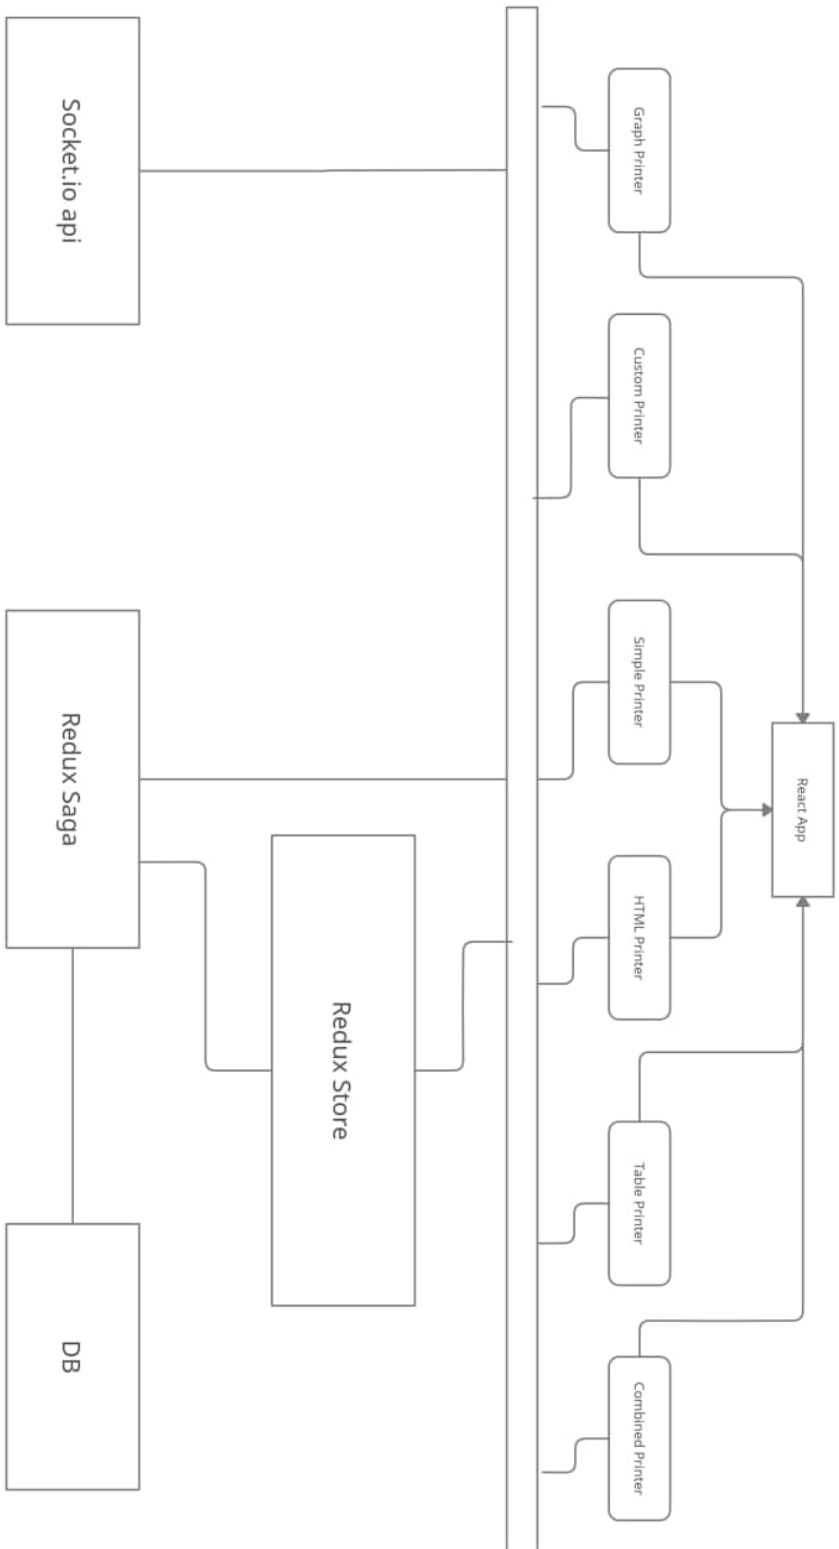 React App
Graph Printer
Custom Printer
Simple Printer
HTML Printer
Table Printer
Combined Printer
Redux Store
Socket.io api
Redux Saga
DB